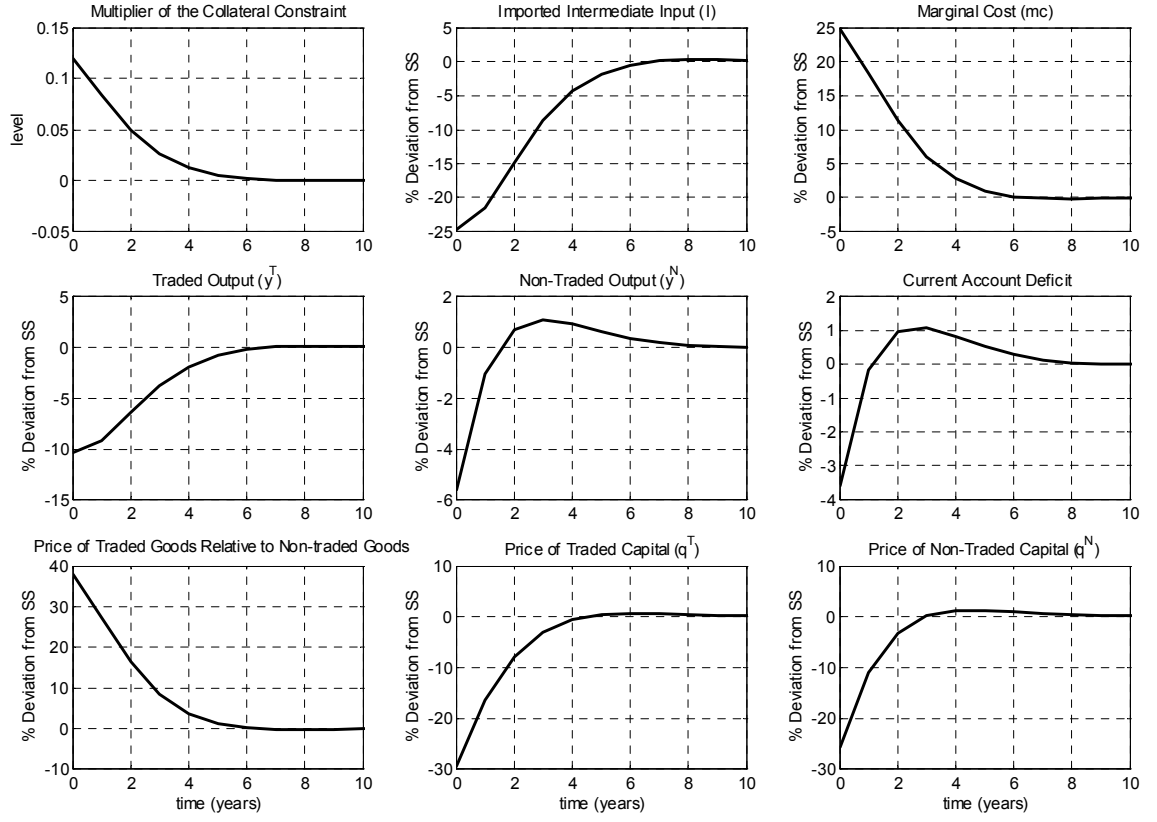 Multiplier of the Collateral Constraint
0.15
0.1
0.05
0
-0.05
level
0 2 4 6 8 10
Imported Intermediate Input (I)
5
0
-5
-10
-15
-20
-25
% Deviation from SS
0 2 4 6 8 10
Marginal Cost (mc)
25
20
15
10
5
0
-5
% Deviation from SS
0 2 4 6 8 10
Traded Output (y^T)
5
0
-5
-10
-15
% Deviation from SS
0 2 4 6 8 10
Non-Traded Output (y^N)
2
0
-2
-4
-6
% Deviation from SS
0 2 4 6 8 10
Current Account Deficit
2
1
0
-1
-2
-3
-4
% Deviation from SS
0 2 4 6 8 10
Price of Traded Goods Relative to Non-traded Goods
40
30
20
10
0
-10
% Deviation from SS
0 2 4 6 8 10
time (years)
Price of Traded Capital (q^T)
10
0
-10
-20
-30
% Deviation from SS
0 2 4 6 8 10
time (years)
Price of Non-Traded Capital (q^N)
10
0
-10
-20
-30
% Deviation from SS
0 2 4 6 8 10
time (years)